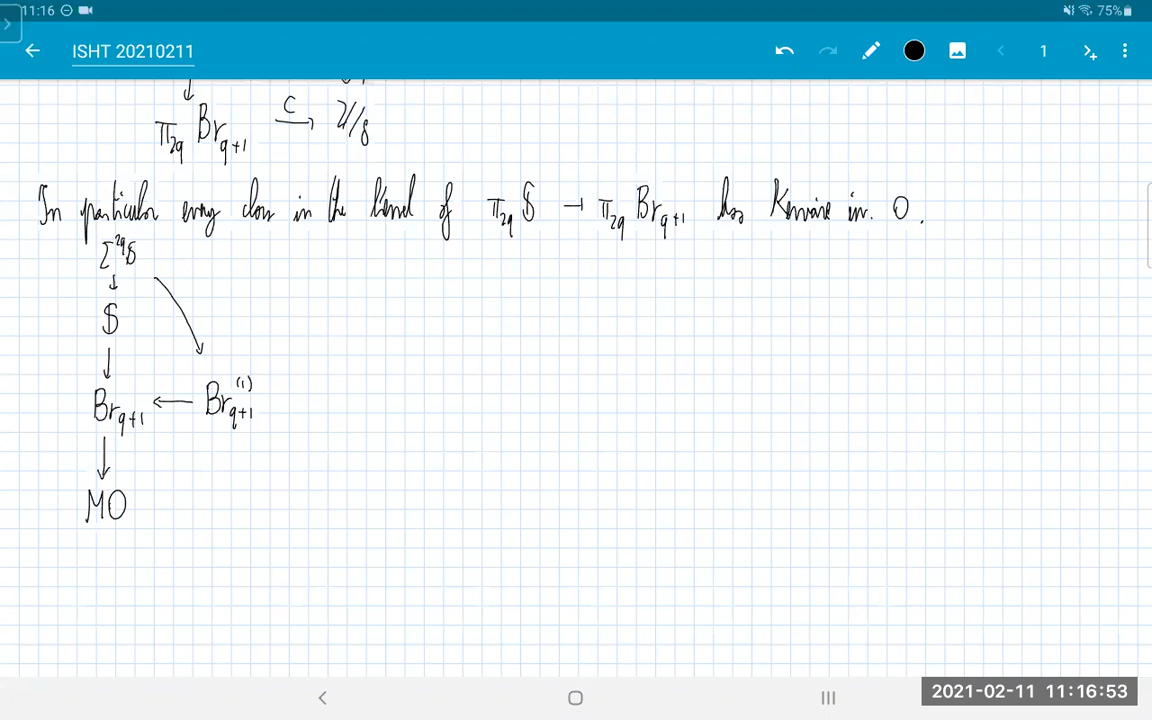 11:16
75%
ISHT 20210211
1
C
π_{2q} Br_{q+1} → ℤ/8
In particular every class in the kernel of π_{2q} 𝕊 → π_{2q} Br_{q+1} has Kervaire in. 0.
Σ^{2q}𝕊
↓
𝕊
↓
Br_{q+1} ← Br_{q+1}^{(1)}
↓
MO
2021-02-11 11:16:53